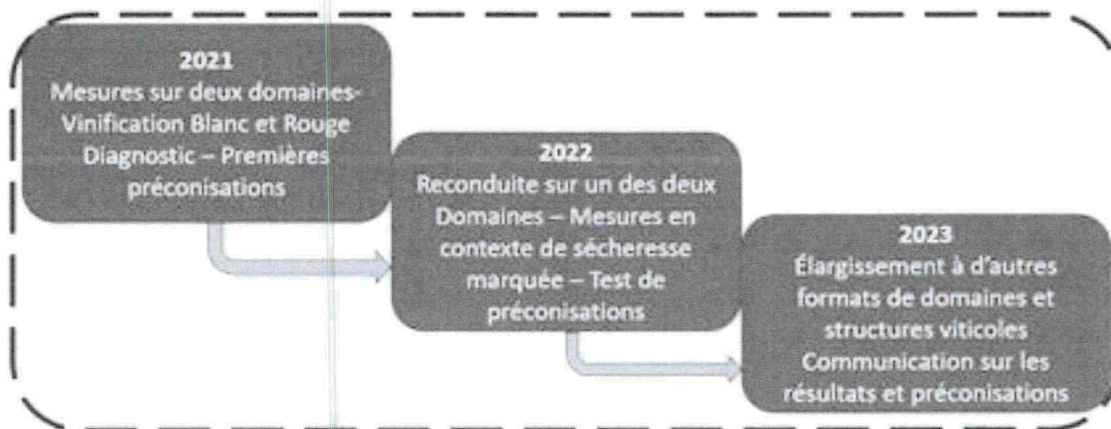 2021
Mesures sur deux domaines-
Vinification Blanc et Rouge
Diagnostic – Premières
préconisations
2022
Reconduite sur un des deux
Domaines – Mesures en
contexte de sécheresse
marquée – Test de
préconisations
2023
Élargissement à d'autres
formats de domaines et
structures viticoles
Communication sur les
résultats et préconisations